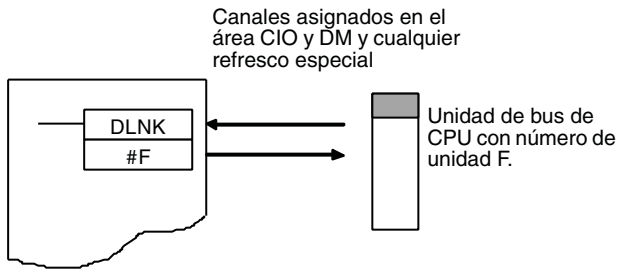 Canales asignados en el
área CIO y DM y cualquier
refresco especial
DLNK
#F
Unidad de bus de
CPU con número de
unidad F.